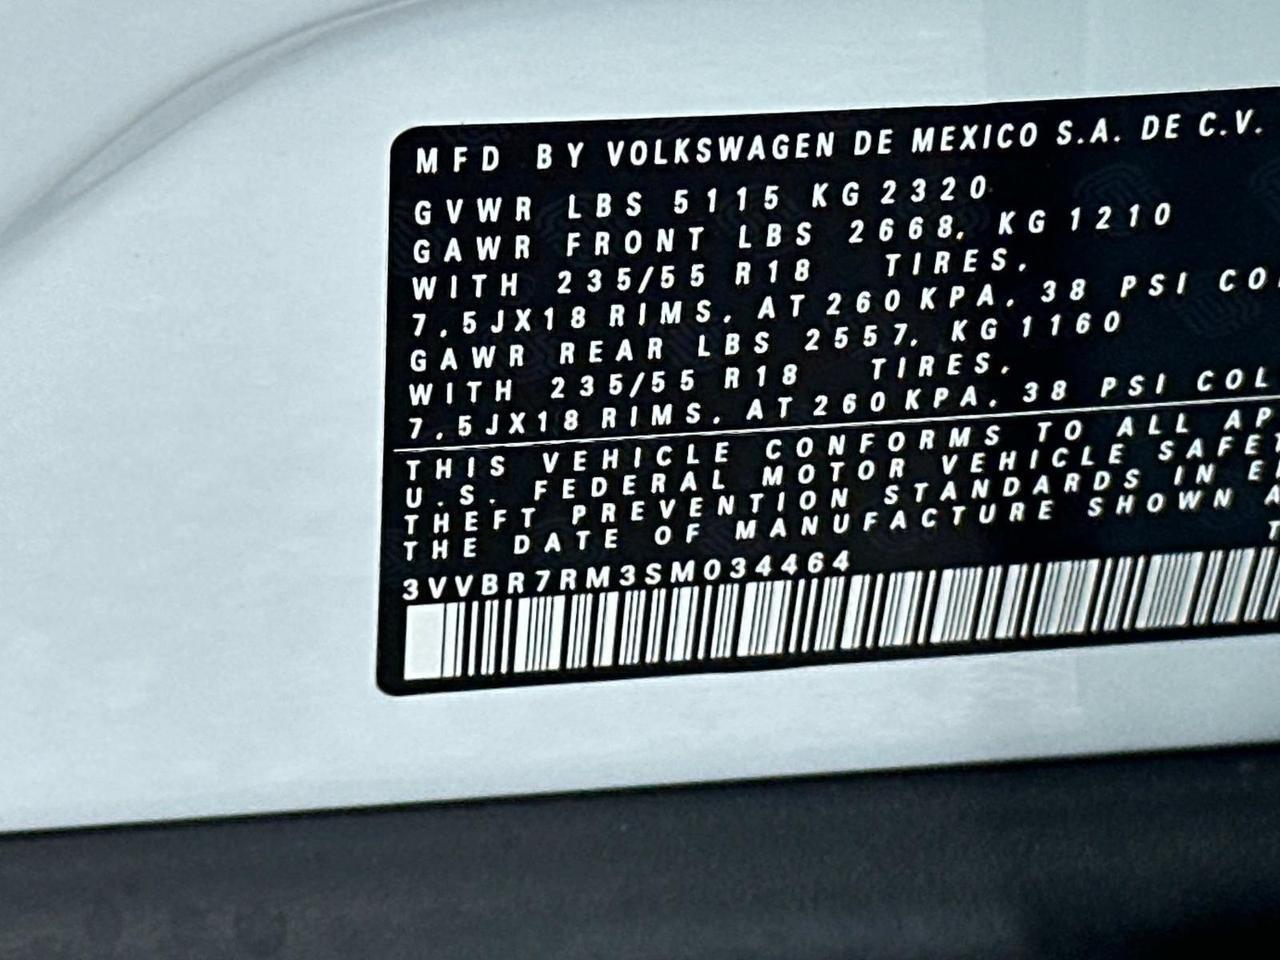 MFD BY VOLKSWAGEN DE MEXICO S.A. DE C.V.
GVWR LBS 5115 KG 2320
GAWR FRONT LBS 2668, KG 1210
WITH 235/55 R18 TIRES,
7.5JX18 RIMS, AT 260 KPA, 38 PSI CO
GAWR REAR LBS 2557, KG 1160
WITH 235/55 R18 TIRES,
7.5JX18 RIMS, AT 260 KPA, 38 PSI COL
THIS VEHICLE CONFORMS TO ALL AP
U.S. FEDERAL MOTOR VEHICLE SAFE
THEFT PREVENTION STANDARDS IN E
THE DATE OF MANUFACTURE SHOWN A
3VVBR7RM3SM034464